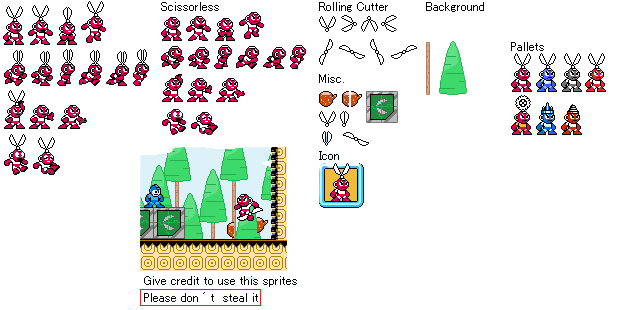 Scissorless
Rolling Cutter
Background
Pallets
Misc.
Icon
Give credit to use this sprites
Please don´t steal it